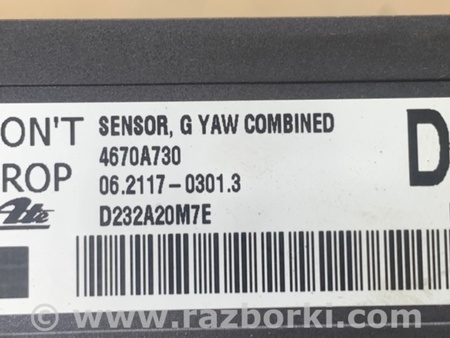 ON'T
ROP
Ate
SENSOR, G YAW COMBINED
4670A730
06.2117-0301.3
D232A20M7E
D
© www.razborki.com